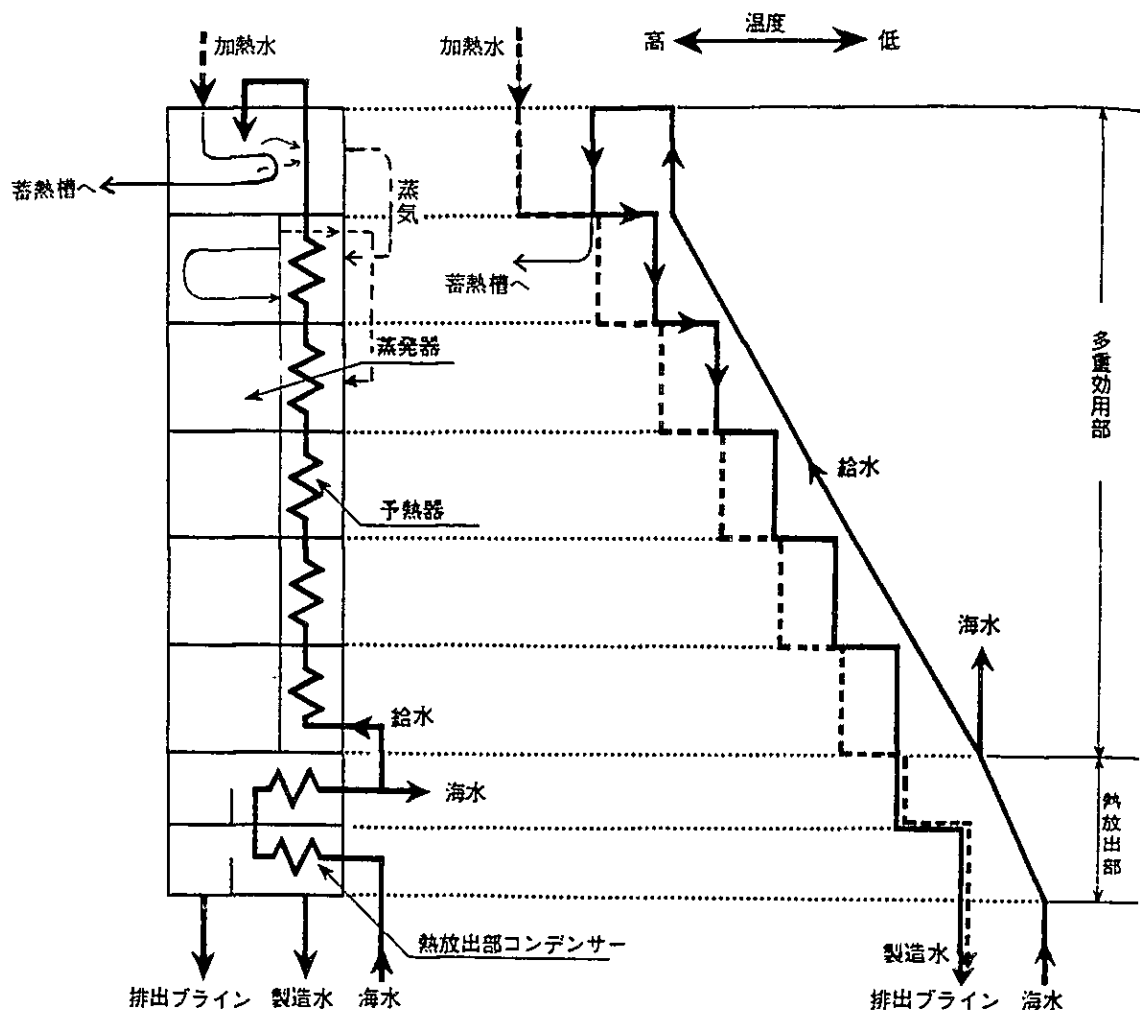 加熱水
加熱水
高
温度
低
蓄熱槽へ
蒸気
蓄熱槽へ
蒸発器
予熱器
給水
多重効用部
海水
給水
海水
熱放出部
熱放出部コンデンサー
製造水
排出ブライン
製造水
海水
排出ブライン
海水